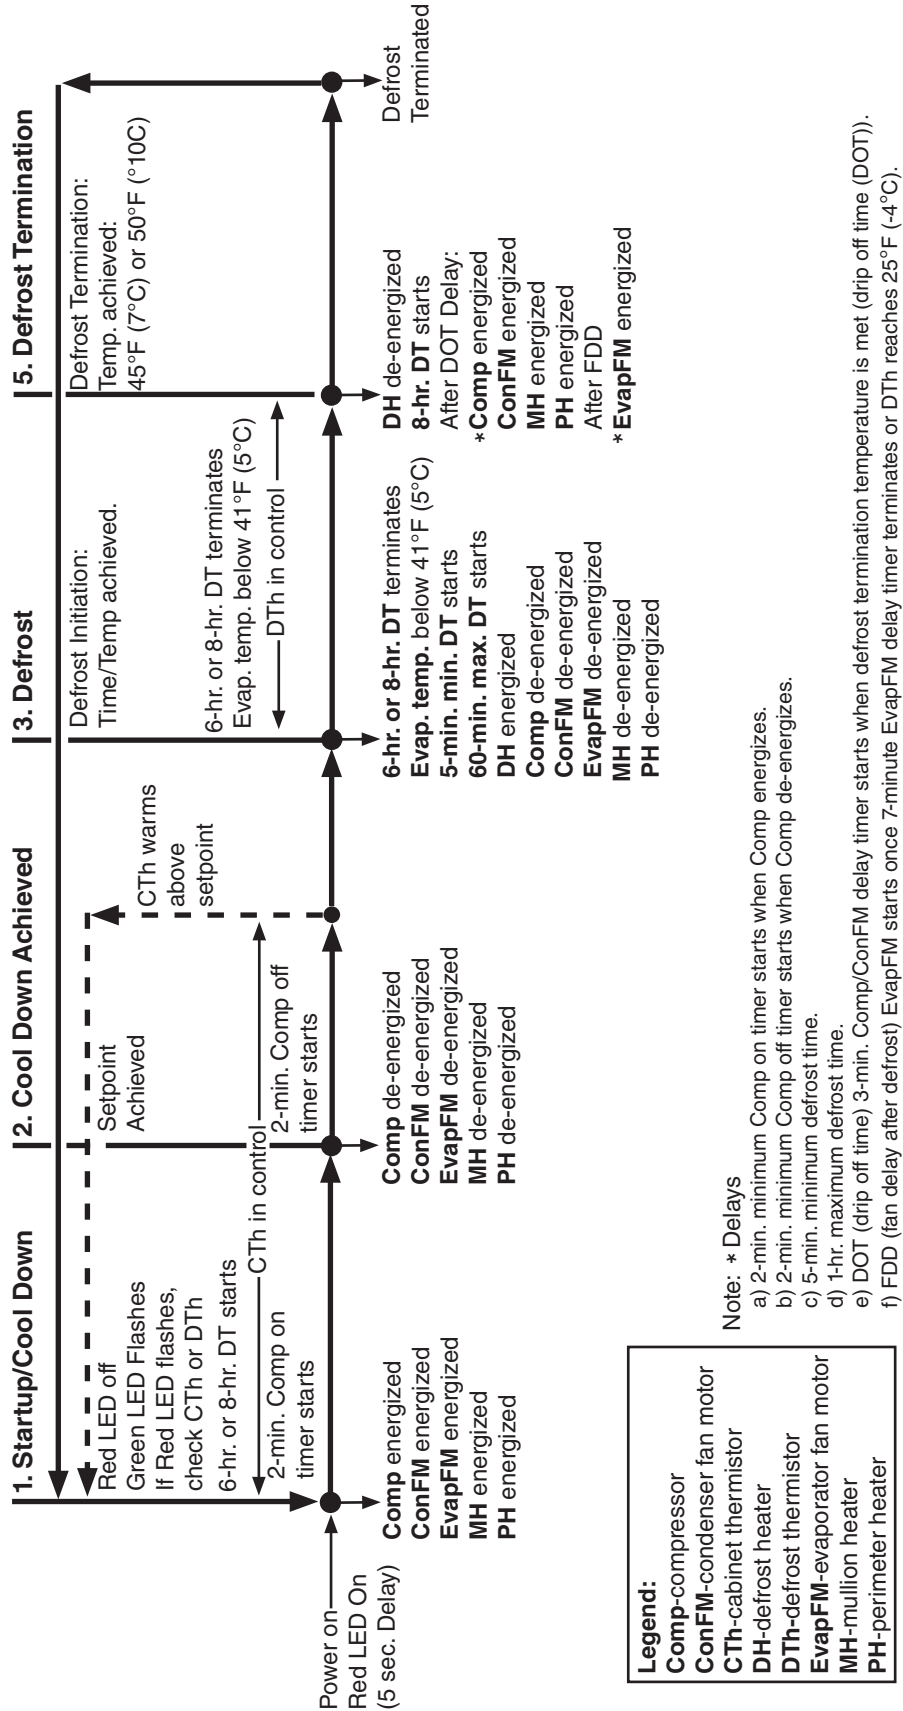 1. Startup/Cool Down
2. Cool Down Achieved
3. Defrost
5. Defrost Termination
Red LED off
Green LED Flashes
If Red LED flashes,
check CTh or DTh
6-hr. or 8-hr. DT starts
CTh in control
2-min. Comp on
timer starts
Setpoint
Achieved
2-min. Comp off
timer starts
CTh warms
above
setpoint
Defrost Initiation:
Time/Temp achieved.
6-hr. or 8-hr. DT terminates
Evap. temp. below 41°F (5°C)
DTh in control
Defrost Termination:
Temp. achieved:
45°F (7°C) or 50°F (°10C)
Power on
Red LED On
(5 sec. Delay)
Comp energized
ConFM energized
EvapFM energized
MH energized
PH energized
Comp de-energized
ConFM de-energized
EvapFM de-energized
MH de-energized
PH de-energized
6-hr. or 8-hr. DT terminates
Evap. temp. below 41°F (5°C)
5-min. min. DT starts
60-min. max. DT starts
DH energized
Comp de-energized
ConFM de-energized
EvapFM de-energized
MH de-energized
PH de-energized
DH de-energized
8-hr. DT starts
After DOT Delay:
*Comp energized
ConFM energized
MH energized
PH energized
After FDD
*EvapFM energized
Defrost
Terminated
Legend:
Comp-compressor
ConFM-condenser fan motor
CTh-cabinet thermistor
DH-defrost heater
DTh-defrost thermistor
EvapFM-evaporator fan motor
MH-mullion heater
PH-perimeter heater
Note: * Delays
a) 2-min. minimum Comp on timer starts when Comp energizes.
b) 2-min. minimum Comp off timer starts when Comp de-energizes.
c) 5-min. minimum defrost time.
d) 1-hr. maximum defrost time.
e) DOT (drip off time) 3-min. Comp/ConFM delay timer starts when defrost termination temperature is met (drip off time (DOT)).
f) FDD (fan delay after defrost) EvapFM starts once 7-minute EvapFM delay timer terminates or DTh reaches 25°F (-4°C).